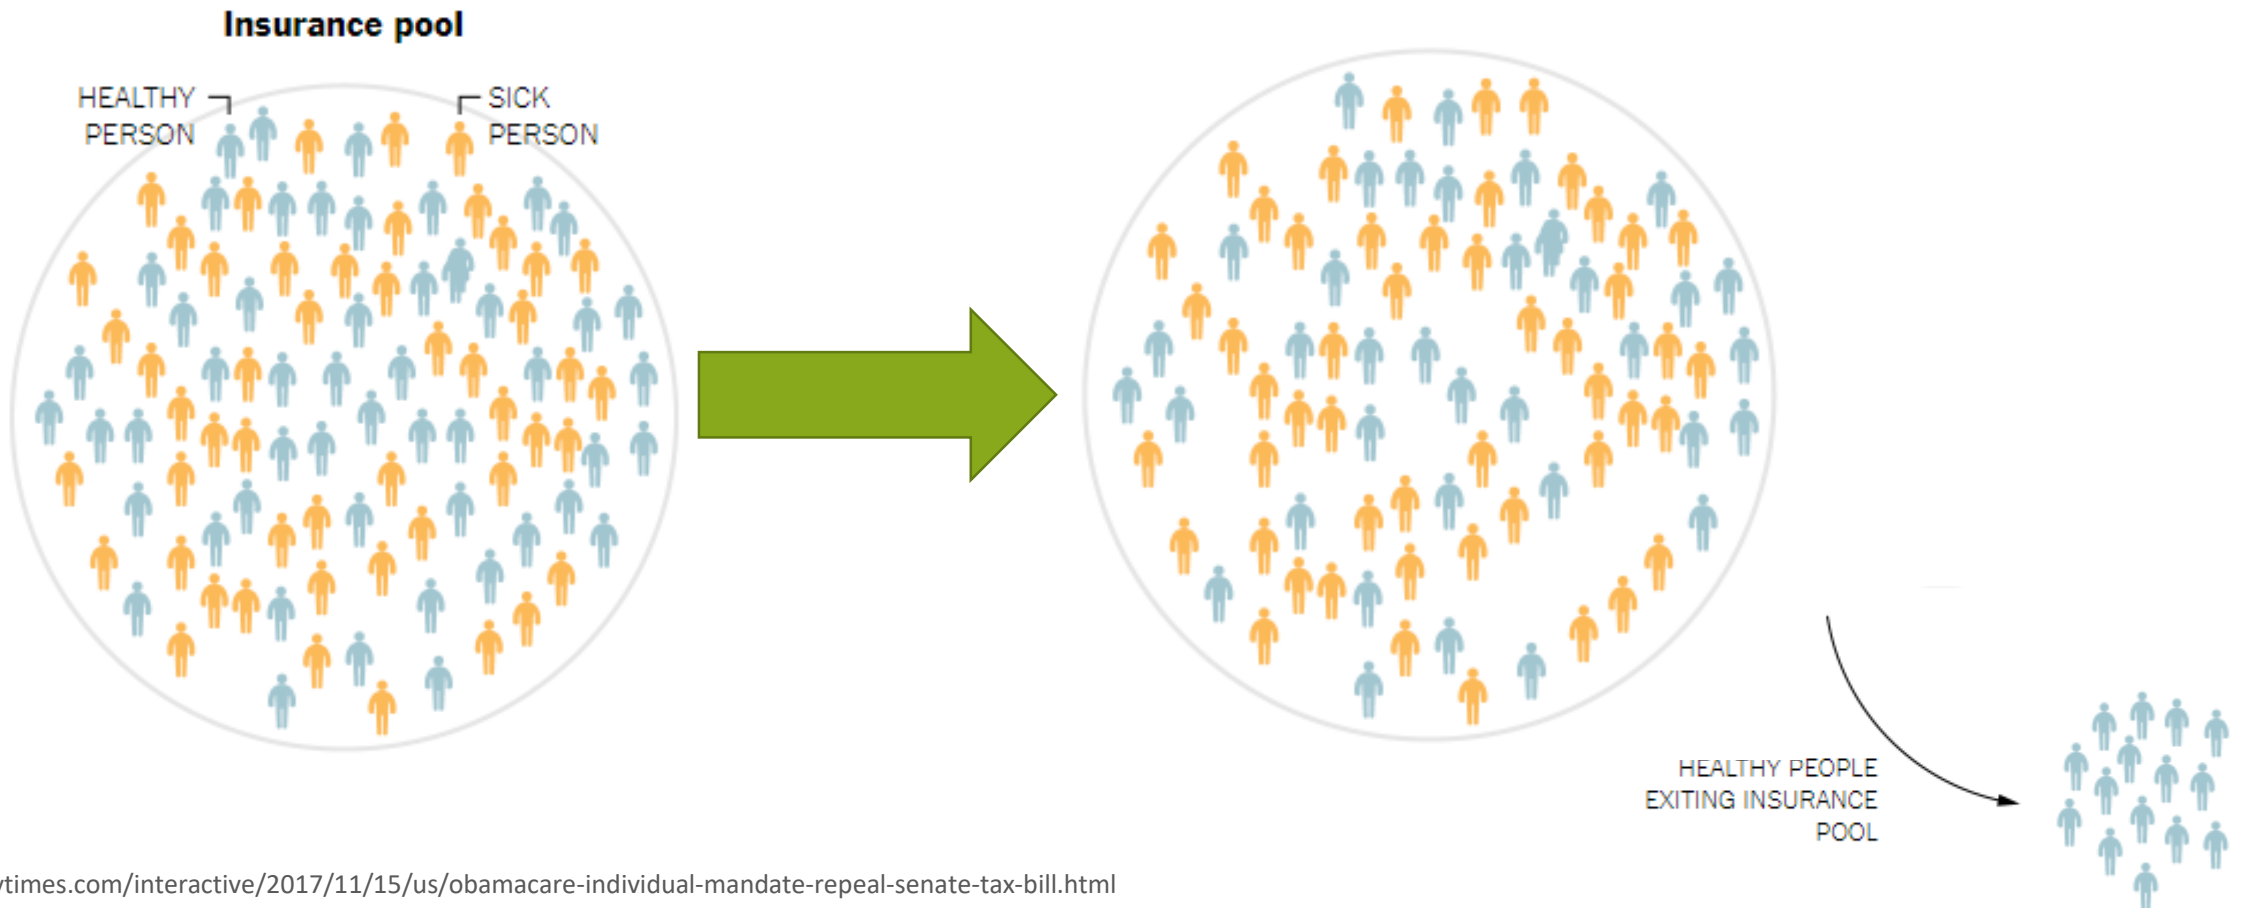 Insurance pool
HEALTHY
PERSON
SICK
PERSON
HEALTHY PEOPLE
EXITING INSURANCE
POOL
ytimes.com/interactive/2017/11/15/us/obamacare-individual-mandate-repeal-senate-tax-bill.html